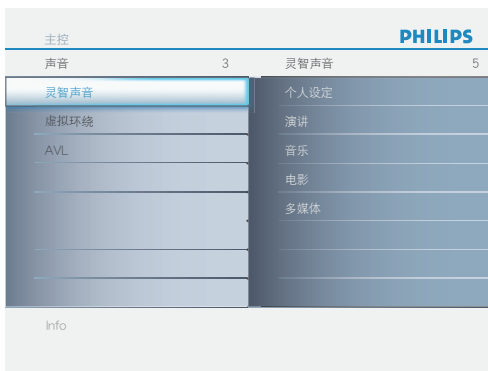 主控
PHILIPS
声音 3
灵智声音 5
灵智声音
虚拟环绕
AVL
个人设定
演讲
音乐
电影
多媒体
Info